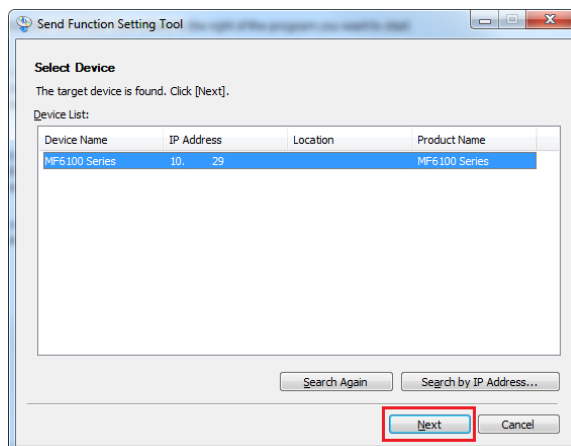 Send Function Setting Tool
Select Device
The target device is found. Click [Next].
Device List:
Device Name IP Address Location Product Name
MF6100 Series 10. 29 MF6100 Series
Search Again Search by IP Address...
Next Cancel